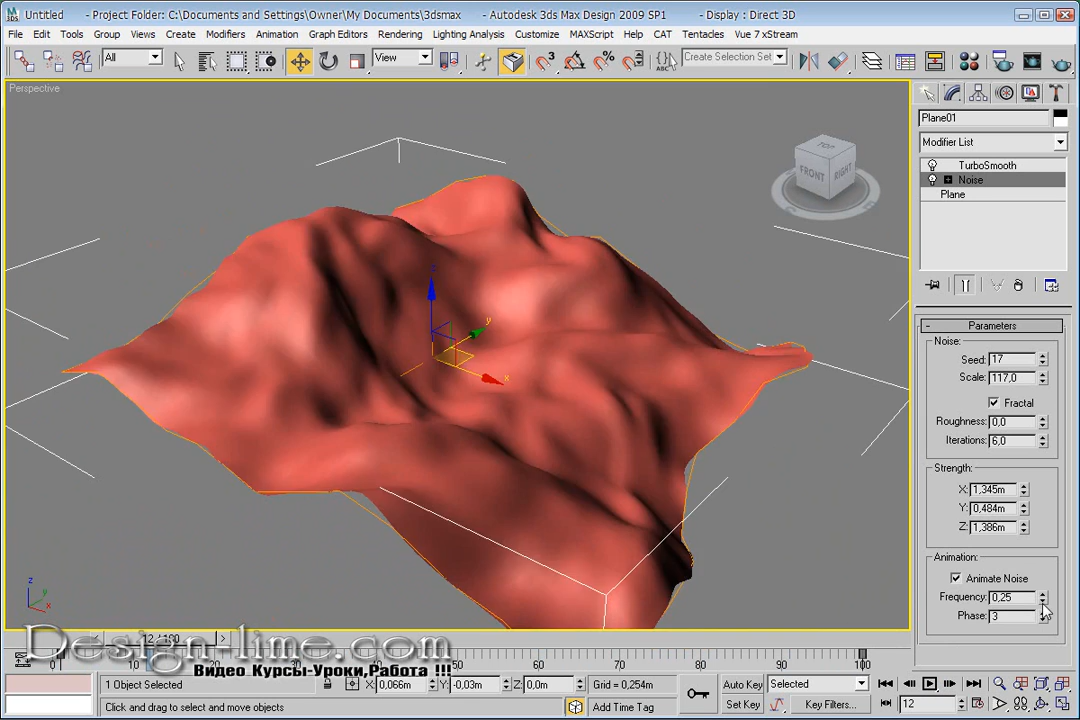 Untitled - Project Folder: C:\Documents and Settings\Owner\My Documents\3dsmax - Autodesk 3ds Max Design 2009 SP1 - Display : Direct 3D
File Edit Tools Group Views Create Modifiers Animation Graph Editors Rendering Lighting Analysis Customize MAXScript Help CAT Tentacles Vue 7 xStream
All View Create Selection Set
Perspective
Plane01
Modifier List
TOP
FRONT RIGHT
TurboSmooth
Noise
Plane
Parameters
Noise:
Seed: 17
Scale: 117,0
Fractal
Roughness: 0,0
Iterations: 6,0
Strength:
X: 1,345m
Y: 0,484m
Z: 1,386m
Animation:
Animate Noise
Frequency: 0,25
Phase: 3
z
y
x
z
y
x
12 / 100
Design-lime.com
Видео Курсы-Уроки,Работа !!!
0 10 50 60 70 80 90 100
1 Object Selected X: 0,066m Y: -0,03m Z: 0,0m Grid = 0,254m Auto Key Selected
Click and drag to select and move objects Add Time Tag Set Key Key Filters... 12